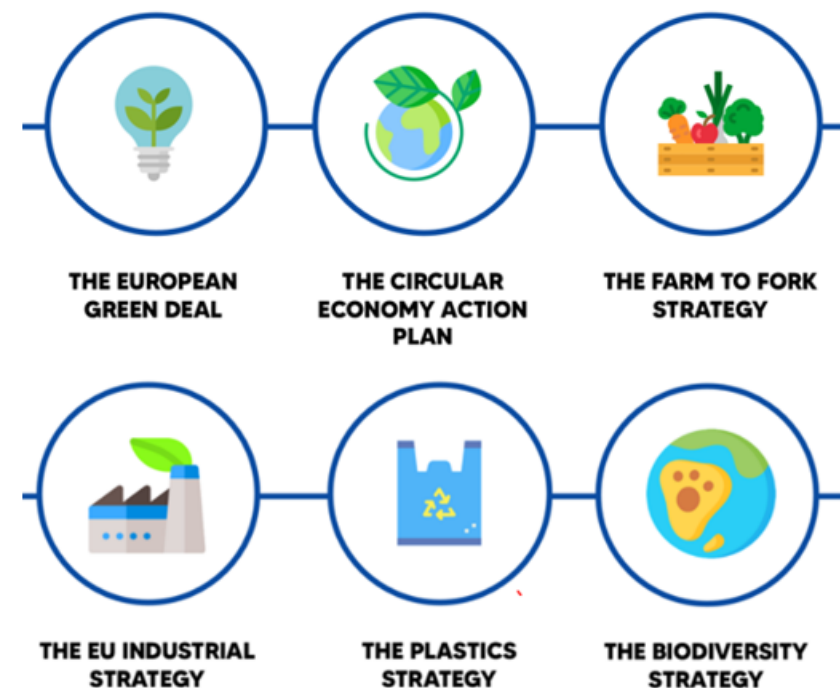 THE EUROPEAN
GREEN DEAL
THE CIRCULAR
ECONOMY ACTION
PLAN
THE FARM TO FORK
STRATEGY
THE EU INDUSTRIAL
STRATEGY
THE PLASTICS
STRATEGY
THE BIODIVERSITY
STRATEGY